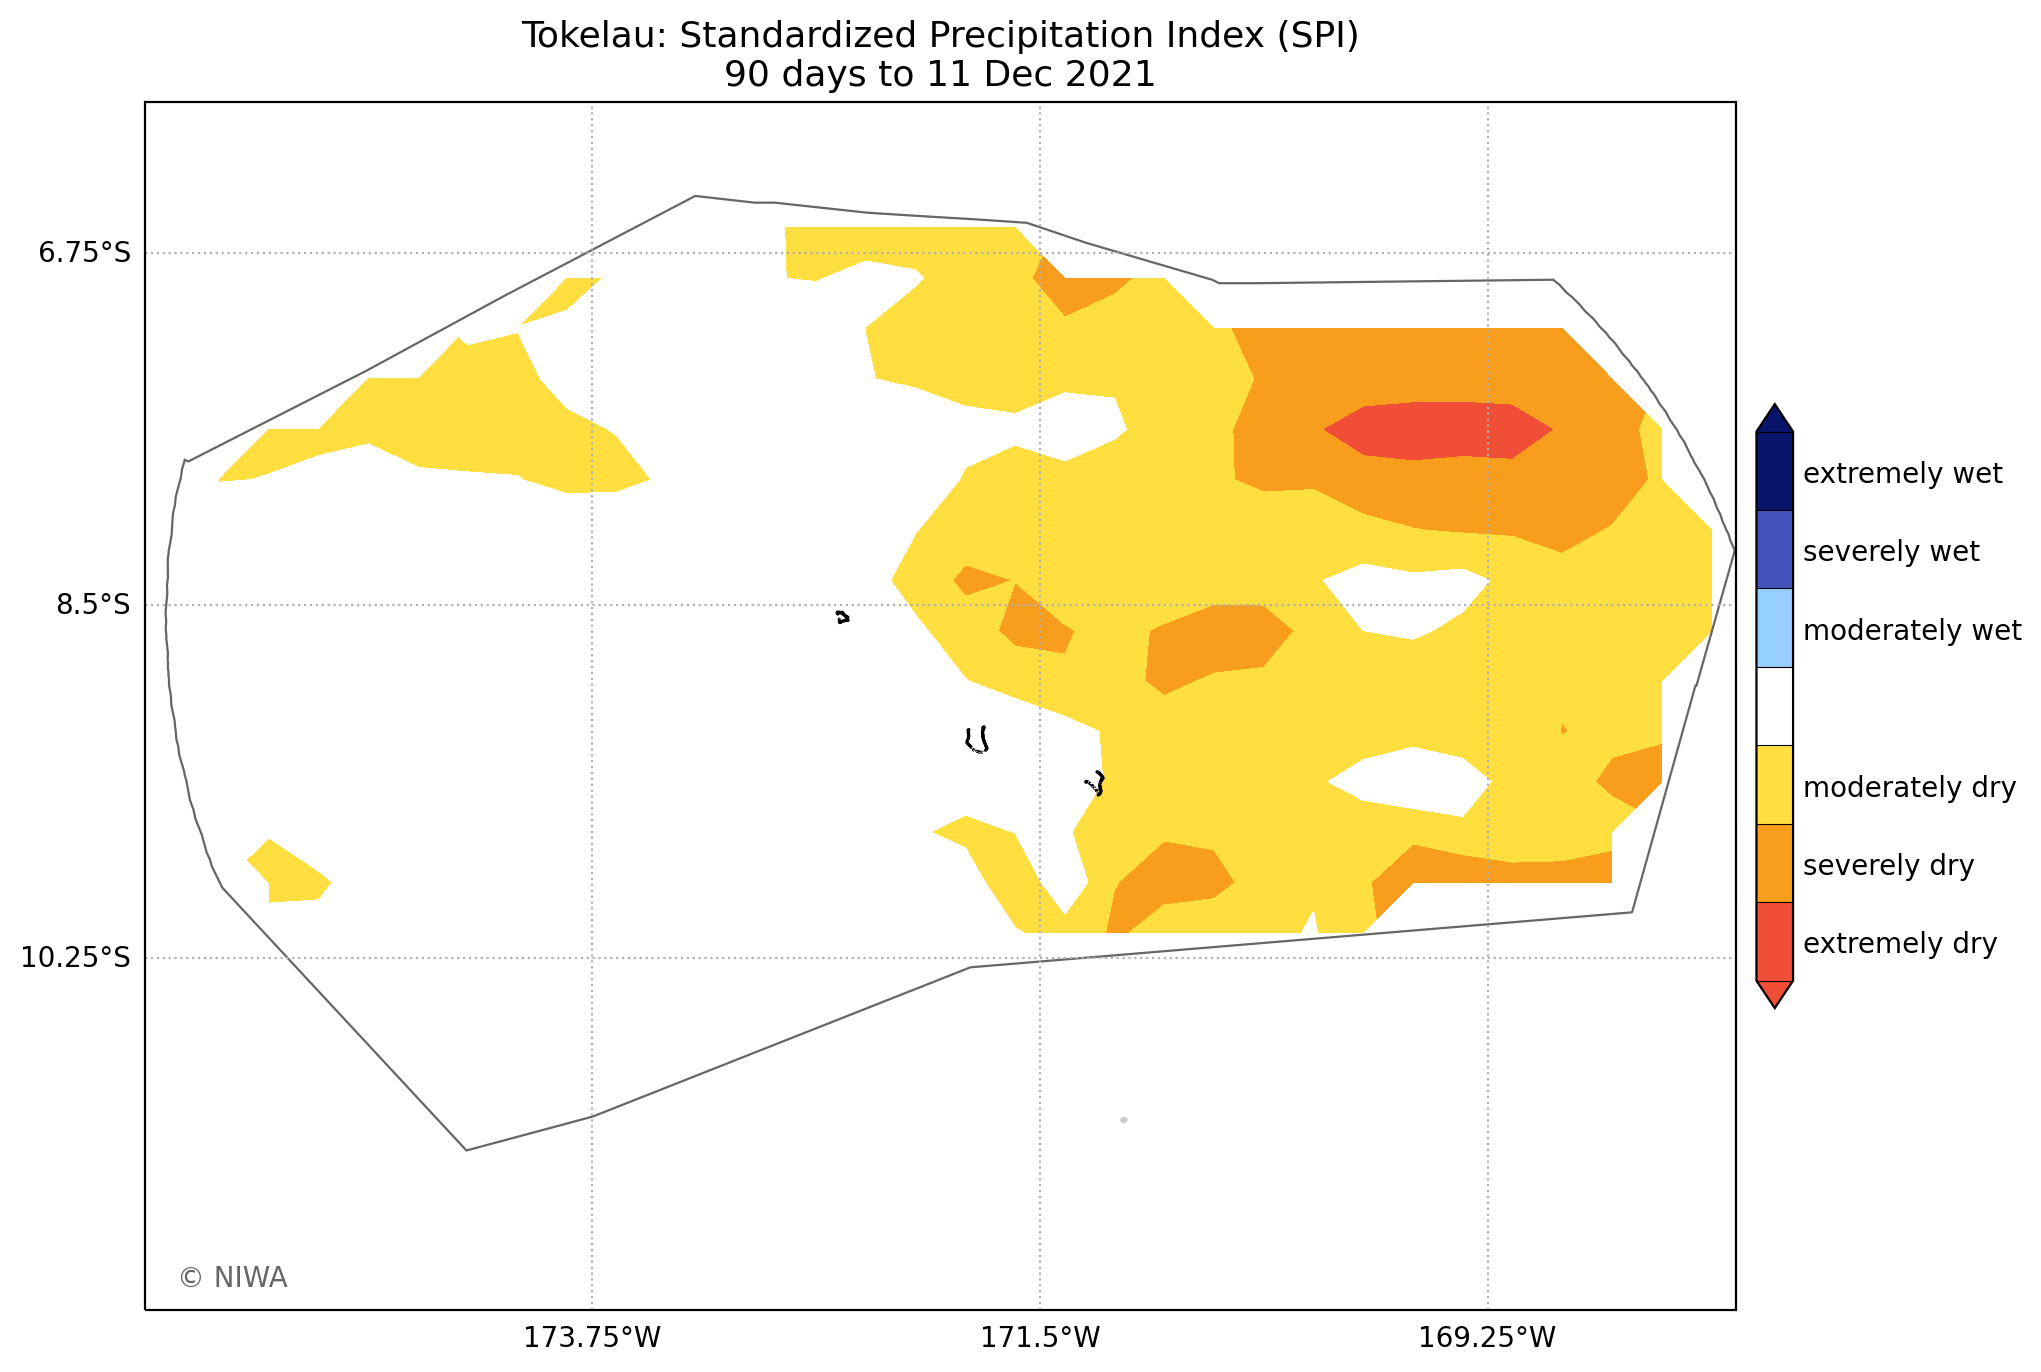 Tokelau: Standardized Precipitation Index (SPI)
90 days to 11 Dec 2021
6.75°S
8.5°S
10.25°S
173.75°W
171.5°W
169.25°W
extremely wet
severely wet
moderately wet
moderately dry
severely dry
extremely dry
© NIWA